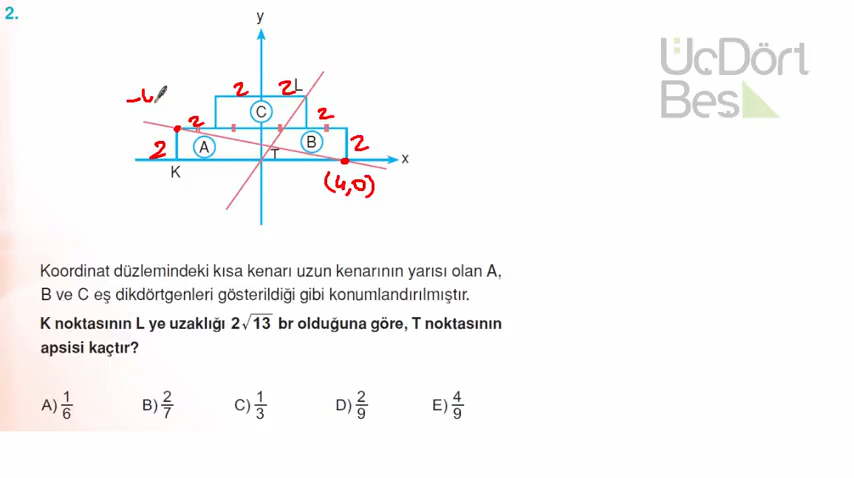 2.
ÜçDört
Beş
y
-4
2
2
L
C
2
2
2
A
B
2
T
x
K
(4,0)
Koordinat düzlemindeki kısa kenarı uzun kenarının yarısı olan A,
B ve C eş dikdörtgenleri gösterildiği gibi konumlandırılmıştır.
K noktasının L ye uzaklığı 2√13 br olduğuna göre, T noktasının
apsisi kaçtır?
A) 1/6 B) 2/7 C) 1/3 D) 2/9 E) 4/9